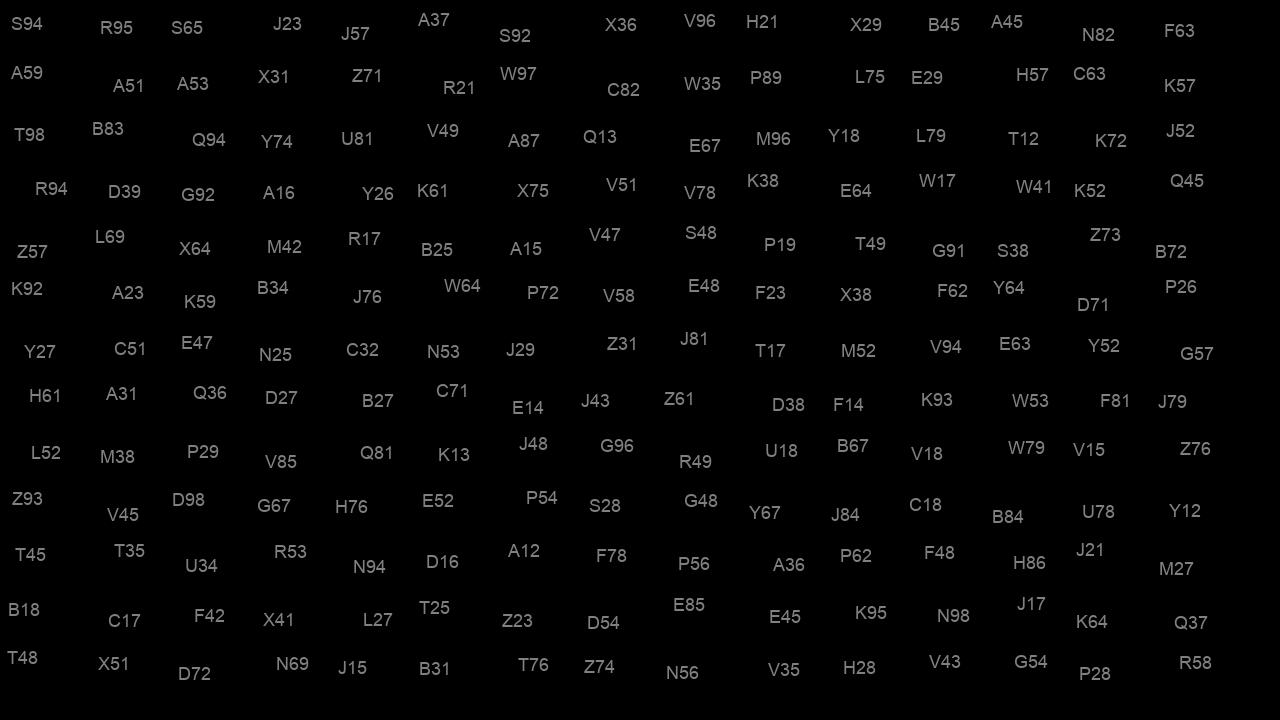 S94 R95 S65 J23 J57 A37 S92 X36 V96 H21 X29 B45 A45 N82 F63
A59 A51 A53 X31 Z71 R21 W97 C82 W35 P89 L75 E29 H57 C63 K57
T98 B83 Q94 Y74 U81 V49 A87 Q13 E67 M96 Y18 L79 T12 K72 J52
R94 D39 G92 A16 Y26 K61 X75 V51 V78 K38 E64 W17 W41 K52 Q45
Z57 L69 X64 M42 R17 B25 A15 V47 S48 P19 T49 G91 S38 Z73 B72
K92 A23 K59 B34 J76 W64 P72 V58 E48 F23 X38 F62 Y64 D71 P26
Y27 C51 E47 N25 C32 N53 J29 Z31 J81 T17 M52 V94 E63 Y52 G57
H61 A31 Q36 D27 B27 C71 E14 J43 Z61 D38 F14 K93 W53 F81 J79
L52 M38 P29 V85 Q81 K13 J48 G96 R49 U18 B67 V18 W79 V15 Z76
Z93 V45 D98 G67 H76 E52 P54 S28 G48 Y67 J84 C18 B84 U78 Y12
T45 T35 U34 R53 N94 D16 A12 F78 P56 A36 P62 F48 H86 J21 M27
B18 C17 F42 X41 L27 T25 Z23 D54 E85 E45 K95 N98 J17 K64 Q37
T48 X51 D72 N69 J15 B31 T76 Z74 N56 V35 H28 V43 G54 P28 R58